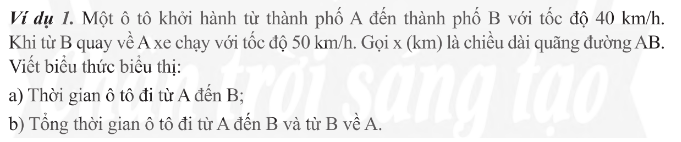 Ví dụ 1. Một ô tô khởi hành từ thành phố A đến thành phố B với tốc độ 40 km/h.
Khi từ B quay về A xe chạy với tốc độ 50 km/h. Gọi x (km) là chiều dài quãng đường AB.
Viết biểu thức biểu thị:
a) Thời gian ô tô đi từ A đến B;
b) Tổng thời gian ô tô đi từ A đến B và từ B về A.
trời sáng tạo